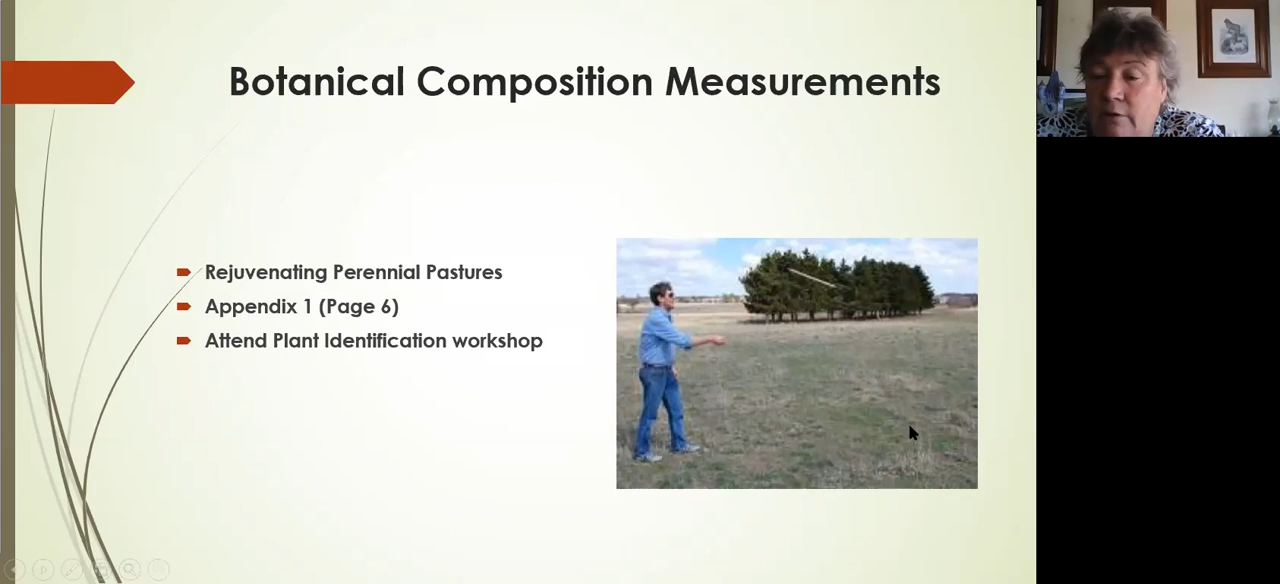 Botanical Composition Measurements
Rejuvenating Perennial Pastures
Appendix 1 (Page 6)
Attend Plant Identification workshop